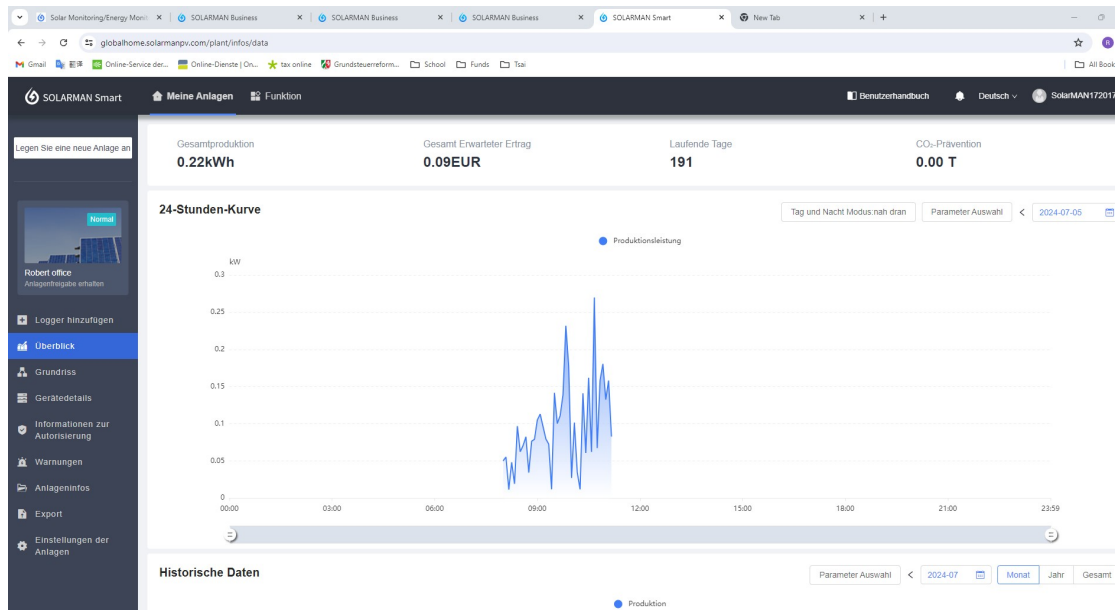 Solar Monitoring/Energy Monit
SOLARMAN Business
SOLARMAN Business
SOLARMAN Business
SOLARMAN Smart
New Tab
globalhome.solarmanpv.com/plant/infos/data
R
Gmail
翻譯
Online-Service der...
Online-Dienste | On...
tax online
Grundsteuerreform...
School
Funds
Tsai
All Book
SOLARMAN Smart
Meine Anlagen
Funktion
Benutzerhandbuch
Deutsch
SolarMAN172017
Legen Sie eine neue Anlage an
Normal
Robert office
Anlagenfreigabe erhalten
Logger hinzufügen
Überblick
Grundriss
Gerätedetails
Informationen zur
Autorisierung
Warnungen
Anlageninfos
Export
Einstellungen der
Anlagen
Gesamtproduktion
0.22kWh
Gesamt Erwarteter Ertrag
0.09EUR
Laufende Tage
191
CO₂-Prävention
0.00 T
24-Stunden-Kurve
Tag und Nacht Modus:nah dran
Parameter Auswahl
< 2024-07-05
Produktionsleistung
kW
0.3
0.25
0.2
0.15
0.1
0.05
0
00:00 03:00 06:00 09:00 12:00 15:00 18:00 21:00 23:59
Historische Daten
Parameter Auswahl
< 2024-07
Monat
Jahr
Gesamt
Produktion